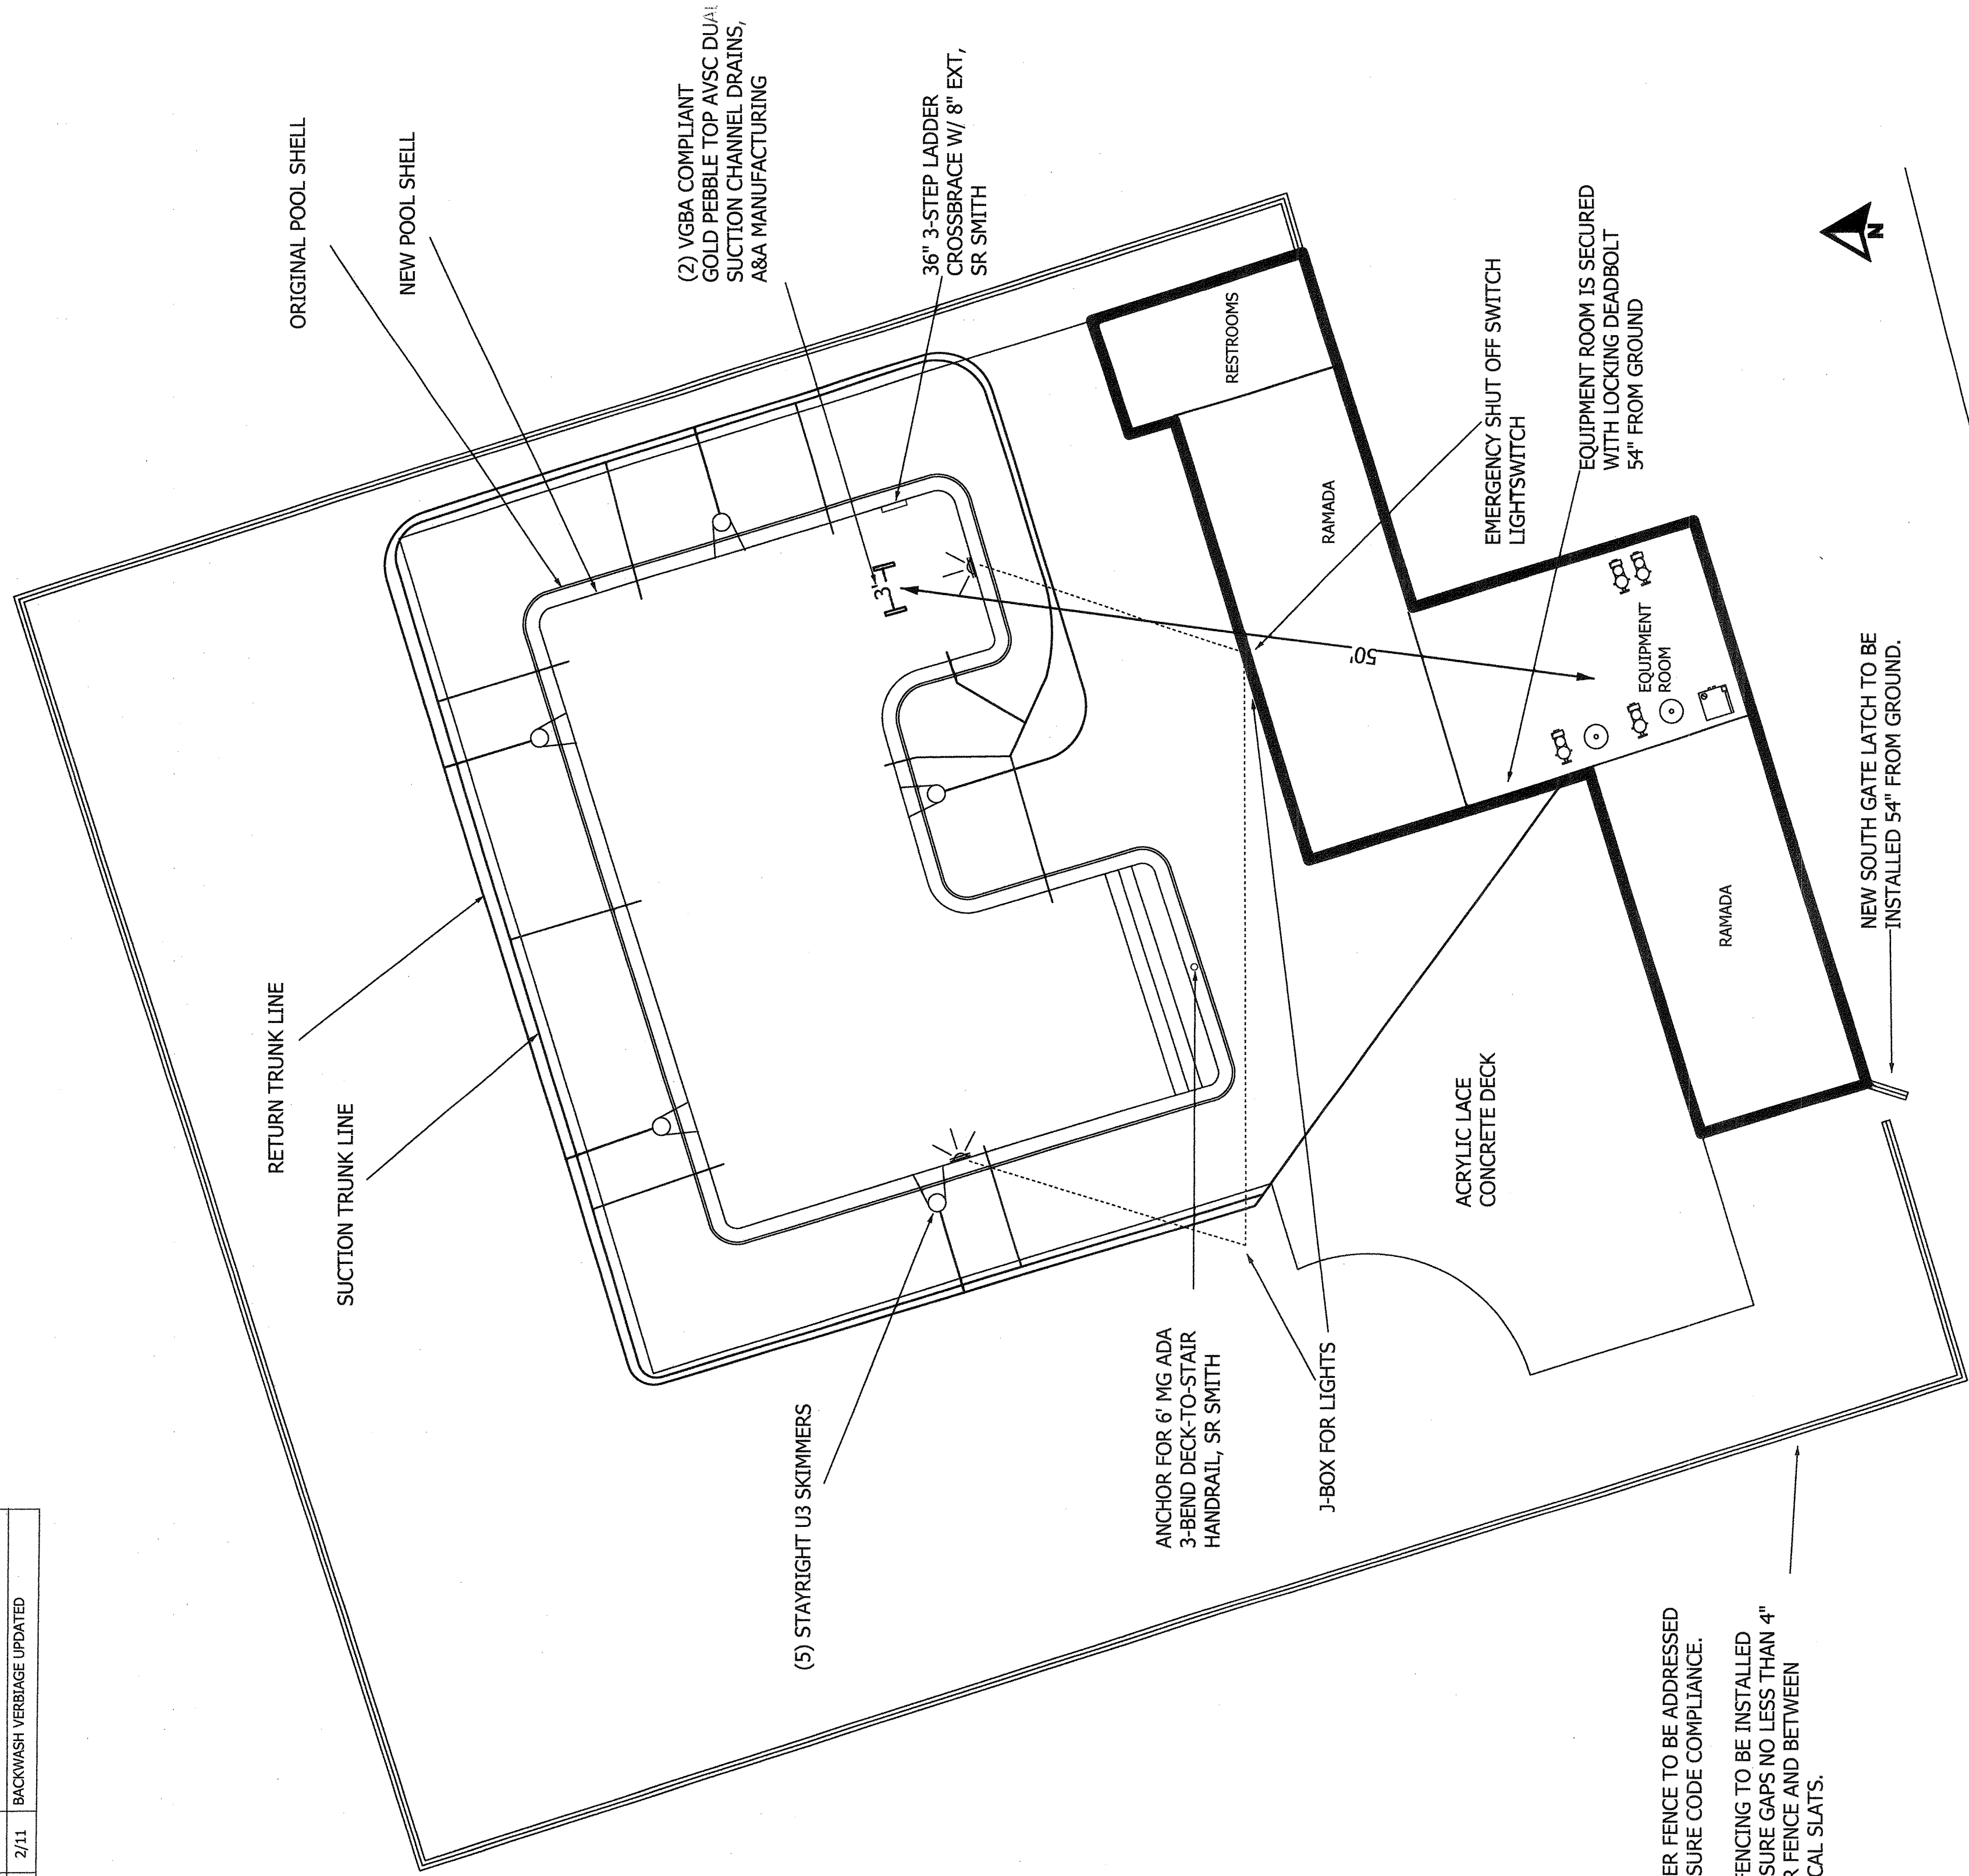 2/11
BACKWASH VERBIAGE UPDATED
ORIGINAL POOL SHELL
NEW POOL SHELL
(2) VGBA COMPLIANT
GOLD PEBBLE TOP AVSC DUAL
SUCTION CHANNEL DRAINS,
A&A MANUFACTURING
36" 3-STEP LADDER
CROSSBRACE W/ 8" EXT,
SR SMITH
RETURN TRUNK LINE
SUCTION TRUNK LINE
3'
50'
RESTROOMS
RAMADA
EMERGENCY SHUT OFF SWITCH
LIGHTSWITCH
EQUIPMENT ROOM IS SECURED
WITH LOCKING DEADBOLT
54" FROM GROUND
EQUIPMENT
ROOM
N
NEW SOUTH GATE LATCH TO BE
INSTALLED 54" FROM GROUND.
RAMADA
ACRYLIC LACE
CONCRETE DECK
(5) STAYRIGHT U3 SKIMMERS
ANCHOR FOR 6' MG ADA
3-BEND DECK-TO-STAIR
HANDRAIL, SR SMITH
J-BOX FOR LIGHTS
ER FENCE TO BE ADDRESSED
SURE CODE COMPLIANCE.
FENCING TO BE INSTALLED
SURE GAPS NO LESS THAN 4"
R FENCE AND BETWEEN
CAL SLATS.